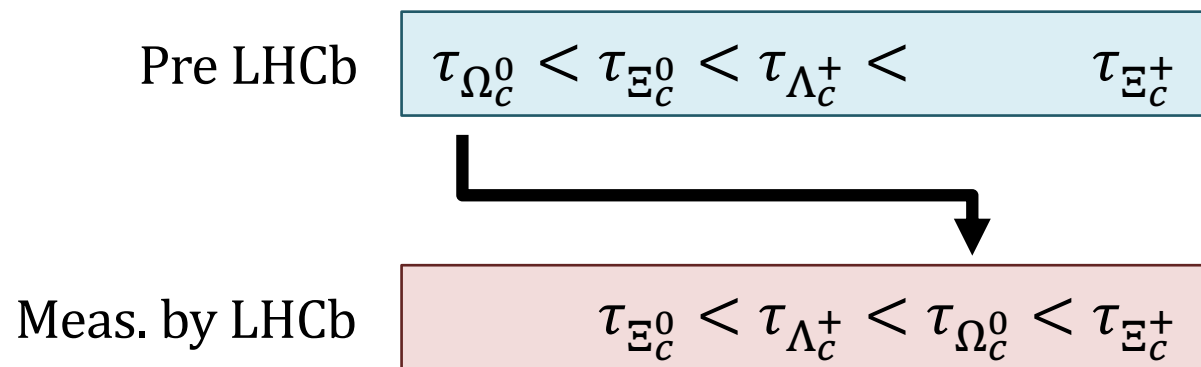 Pre LHCb τ_{Ω_c^0} < τ_{Ξ_c^0} < τ_{Λ_c^+} < τ_{Ξ_c^+}
Meas. by LHCb τ_{Ξ_c^0} < τ_{Λ_c^+} < τ_{Ω_c^0} < τ_{Ξ_c^+}